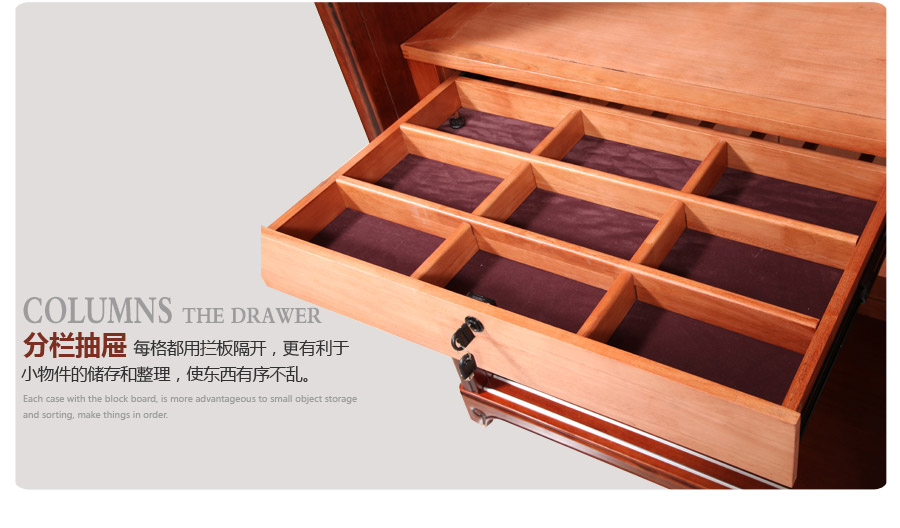 COLUMNS THE DRAWER
分栏抽屉 每格都用拦板隔开，更有利于
小物件的储存和整理，使东西有序不乱。
Each case with the block board, is more advantageous to small object storage
and sorting, make things in order.